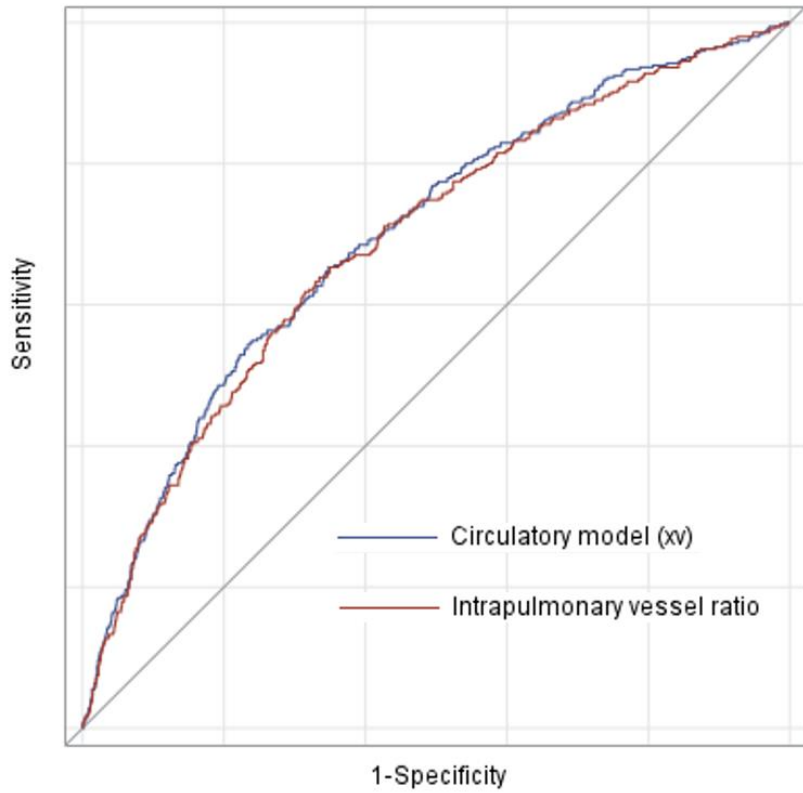 Sensitivity
Circulatory model (xv)
Intrapulmonary vessel ratio
1-Specificity